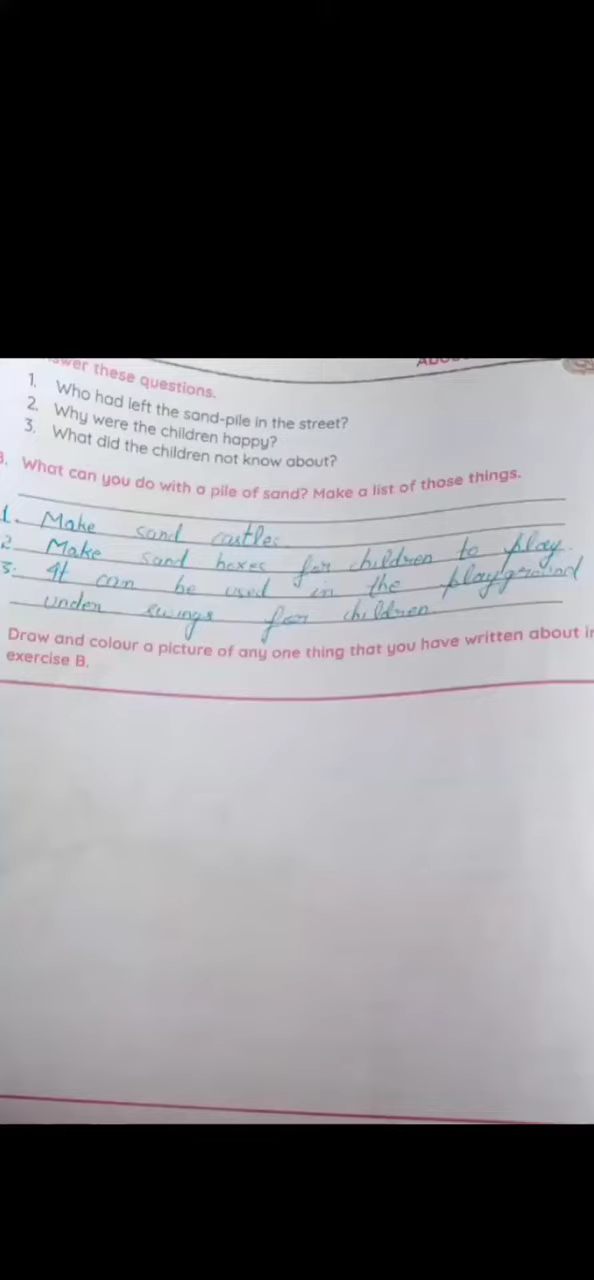 wer these questions.
1. Who had left the sand-pile in the street?
2. Why were the children happy?
3. What did the children not know about?
B. What can you do with a pile of sand? Make a list of those things.
1. Make sand castles
2. Make sand boxes for children to play.
3. It can be used in the playground
under swings for children.
Draw and colour a picture of any one thing that you have written about in
exercise B.